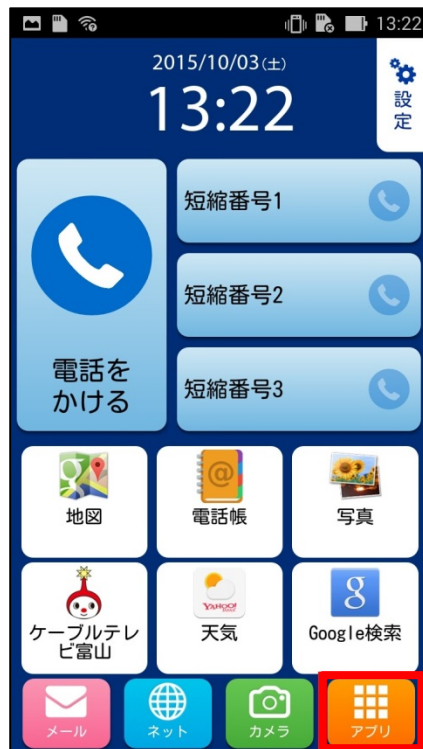 13:22
2015/10/03(土)
13:22
設定
電話を
かける
短縮番号1
短縮番号2
短縮番号3
地図
電話帳
写真
ケーブルテレ
ビ富山
YAHOO!
天気
Google検索
メール
ネット
カメラ
アプリ